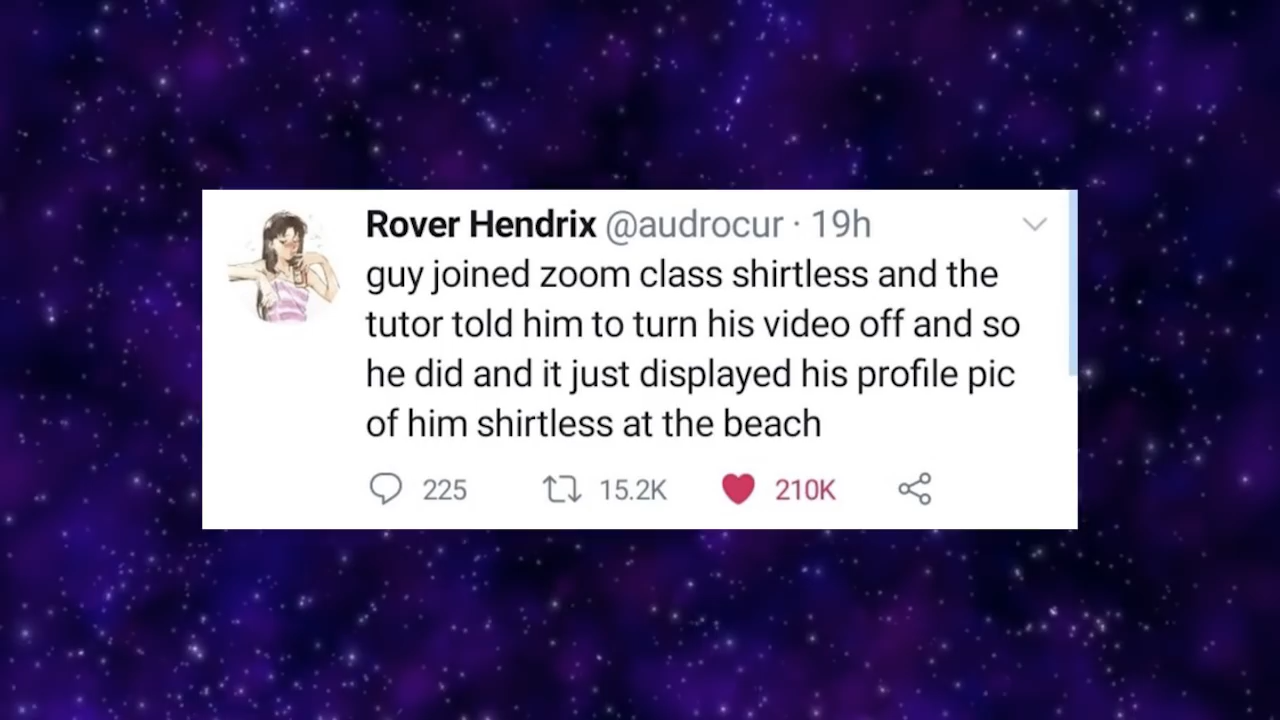 Rover Hendrix @audrocur · 19h
guy joined zoom class shirtless and the
tutor told him to turn his video off and so
he did and it just displayed his profile pic
of him shirtless at the beach
225 15.2K 210K